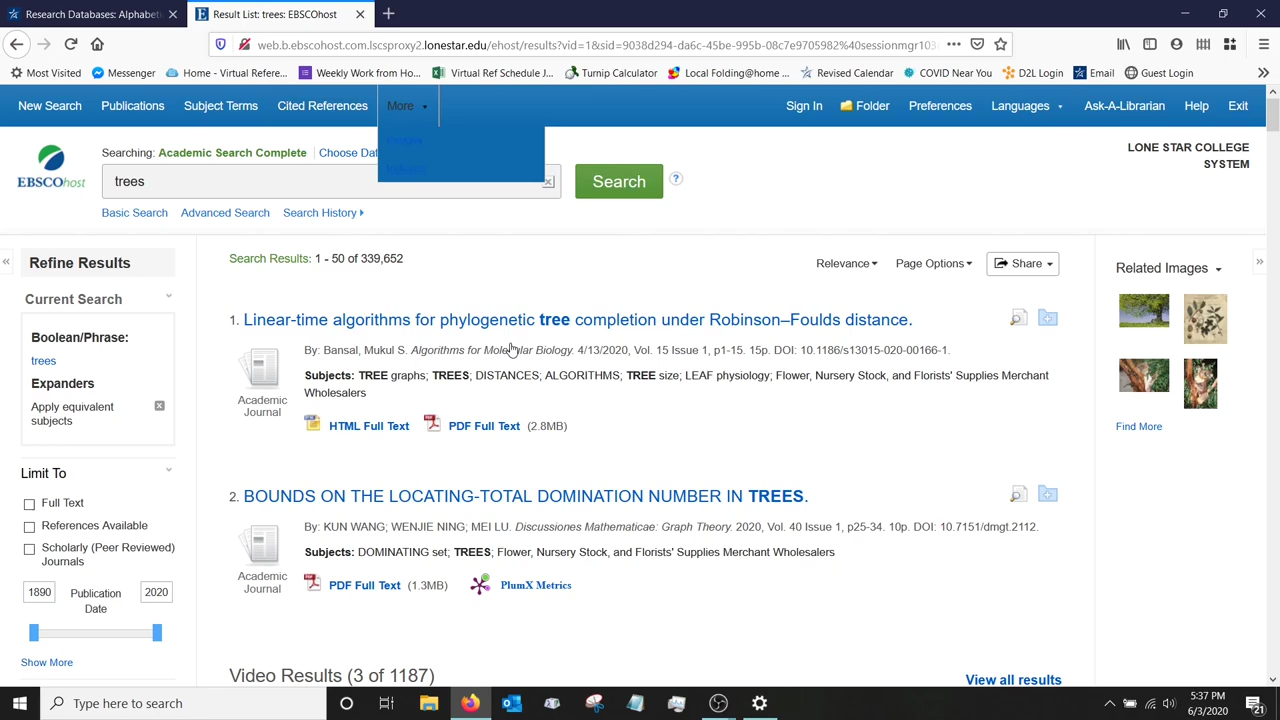 Research Databases: Alphabeti
Result List: trees: EBSCOhost
web.b.ebscohost.com.lscsproxy2.lonestar.edu/ehost/results?vid=1&sid=9038d294-da6c-45be-995b-08c7e9705982%40sessionmgr103
Most Visited Messenger Home - Virtual Refere... Weekly Work from Ho... Virtual Ref Schedule J... Turnip Calculator Local Folding@home ... Revised Calendar COVID Near You D2L Login Email Guest Login
New Search Publications Subject Terms Cited References More Sign In Folder Preferences Languages Ask-A-Librarian Help Exit
Images
Indexes
Searching: Academic Search Complete Choose Dat
LONE STAR COLLEGE
SYSTEM
EBSCOhost
trees
Search
?
Basic Search Advanced Search Search History
Refine Results
Current Search
Boolean/Phrase:
trees
Expanders
Apply equivalent
subjects
Limit To
Full Text
References Available
Scholarly (Peer Reviewed)
Journals
1890 Publication 2020
Date
Show More
Search Results: 1 - 50 of 339,652
Relevance Page Options Share
1. Linear-time algorithms for phylogenetic tree completion under Robinson–Foulds distance.
By: Bansal, Mukul S. Algorithms for Molecular Biology. 4/13/2020, Vol. 15 Issue 1, p1-15. 15p. DOI: 10.1186/s13015-020-00166-1.
Subjects: TREE graphs; TREES; DISTANCES; ALGORITHMS; TREE size; LEAF physiology; Flower, Nursery Stock, and Florists' Supplies Merchant
Wholesalers
Academic
Journal
HTML Full Text PDF Full Text (2.8MB)
2. BOUNDS ON THE LOCATING-TOTAL DOMINATION NUMBER IN TREES.
By: KUN WANG; WENJIE NING; MEI LU. Discussiones Mathematicae: Graph Theory. 2020, Vol. 40 Issue 1, p25-34. 10p. DOI: 10.7151/dmgt.2112.
Subjects: DOMINATING set; TREES; Flower, Nursery Stock, and Florists' Supplies Merchant Wholesalers
Academic
Journal
PDF Full Text (1.3MB) PlumX Metrics
Video Results (3 of 1187)
View all results
Related Images
Find More
Type here to search
5:37 PM
6/3/2020
21